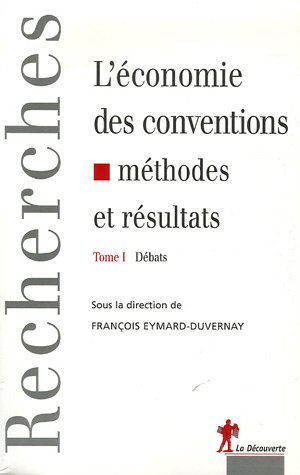 Recherches
L'économie
des conventions
méthodes
et résultats
Tome I Débats
Sous la direction de
FRANÇOIS EYMARD-DUVERNAY
La Découverte